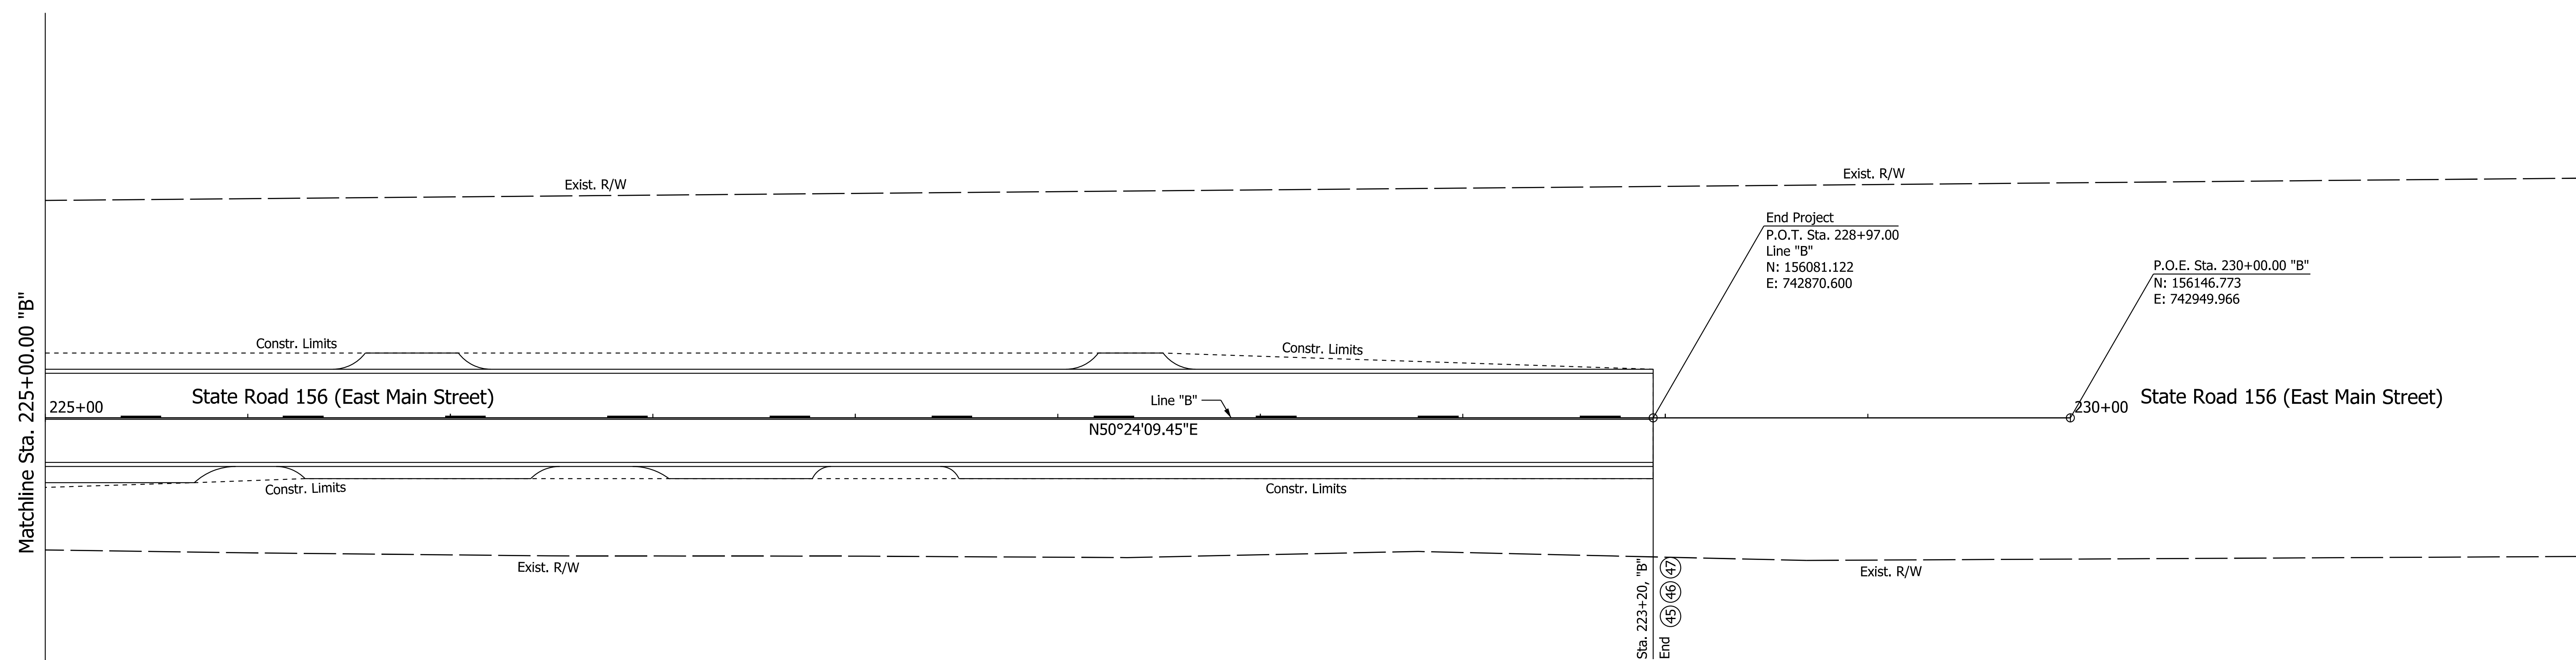 Exist. R/W
Exist. R/W
End Project
P.O.T. Sta. 228+97.00
Line "B"
N: 156081.122
E: 742870.600
P.O.E. Sta. 230+00.00 "B"
N: 156146.773
E: 742949.966
Matchline Sta. 225+00.00 "B"
Constr. Limits
Constr. Limits
State Road 156 (East Main Street)
225+00
Line "B"
N50°24'09.45"E
230+00
State Road 156 (East Main Street)
Constr. Limits
Constr. Limits
Exist. R/W
Exist. R/W
Sta. 223+20, "B"
End 45 46 47